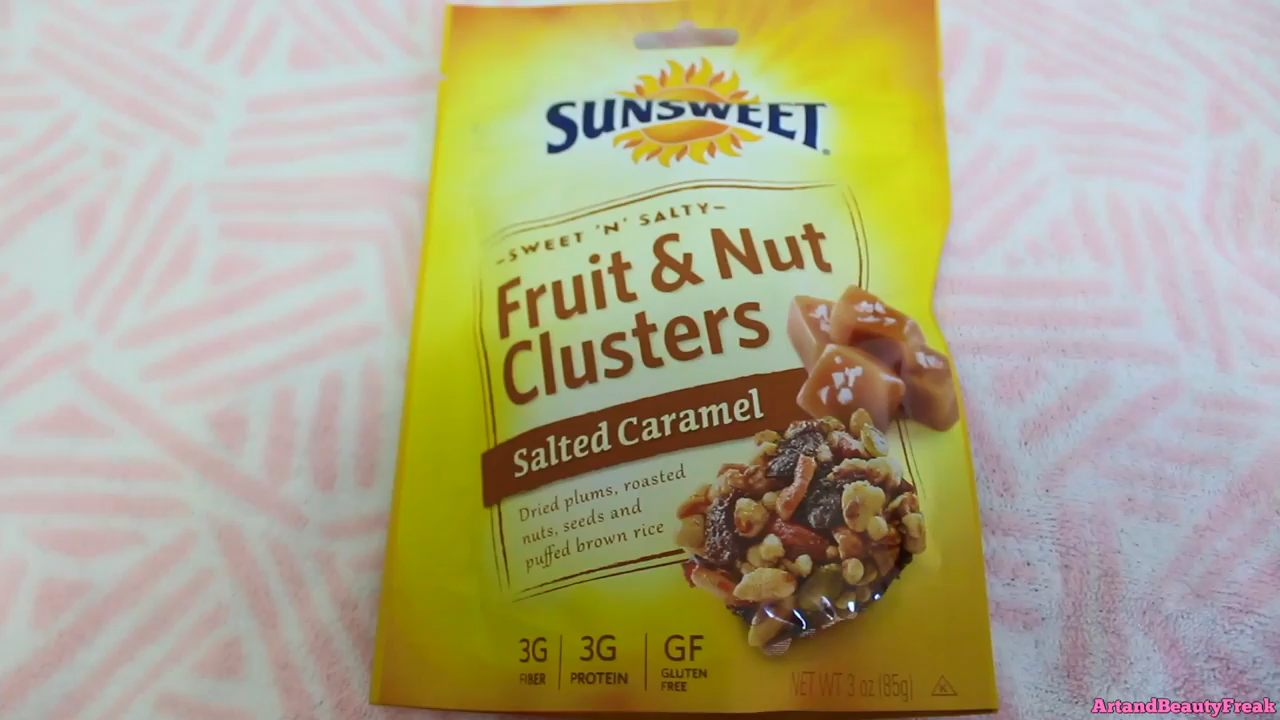 SUNSWEET®
~SWEET 'N' SALTY~
Fruit & Nut
Clusters
Salted Caramel
Dried plums, roasted
nuts, seeds and
puffed brown rice
3G
FIBER
3G
PROTEIN
GF
GLUTEN
FREE
NET WT 3 oz (85g)
K
ArtandBeautyFreak